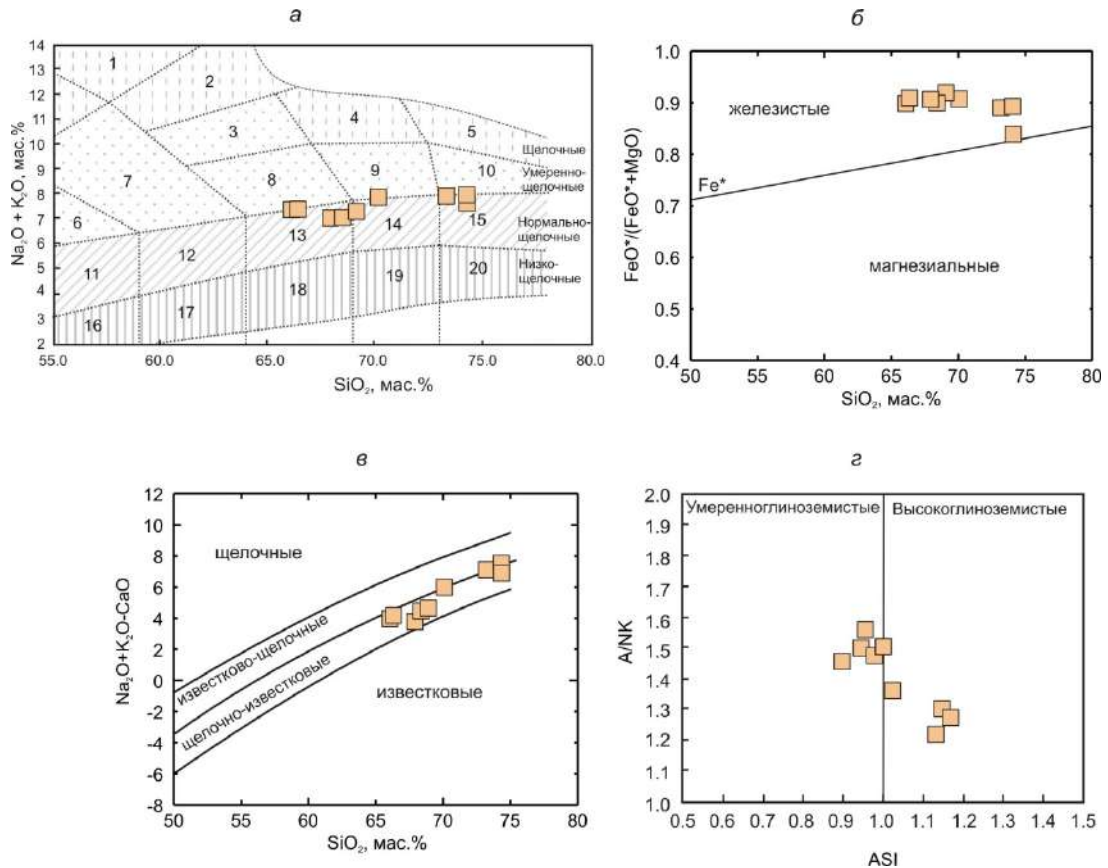 а
14
13
12
11
10
9
8
7
6
5
4
3
2
Na₂O + K₂O, мас.%
1
2
3
4
5
Щелочные
Умеренно-
щелочные
6
7
8
9
10
Нормально-
щелочные
11
12
13
14
15
Низко-
щелочные
16
17
18
19
20
55.0 60.0 65.0 70.0 75.0 80.0
SiO₂, мас.%
б
1.0
0.9
0.8
0.7
0.6
0.5
0.4
FeO*/(FeO*+MgO)
железистые
Fe*
магнезиальные
50 55 60 65 70 75 80
SiO₂, мас.%
в
12
10
8
6
4
2
0
-2
-4
-6
-8
Na₂O+K₂O-CaO
щелочные
известково-щелочные
щелочно-известковые
известковые
50 55 60 65 70 75 80
SiO₂, мас.%
г
2.0
1.9
1.8
1.7
1.6
1.5
1.4
1.3
1.2
1.1
1.0
A/NK
Умеренноглиноземистые
Высокоглиноземистые
0.5 0.6 0.7 0.8 0.9 1.0 1.1 1.2 1.3 1.4 1.5
ASI